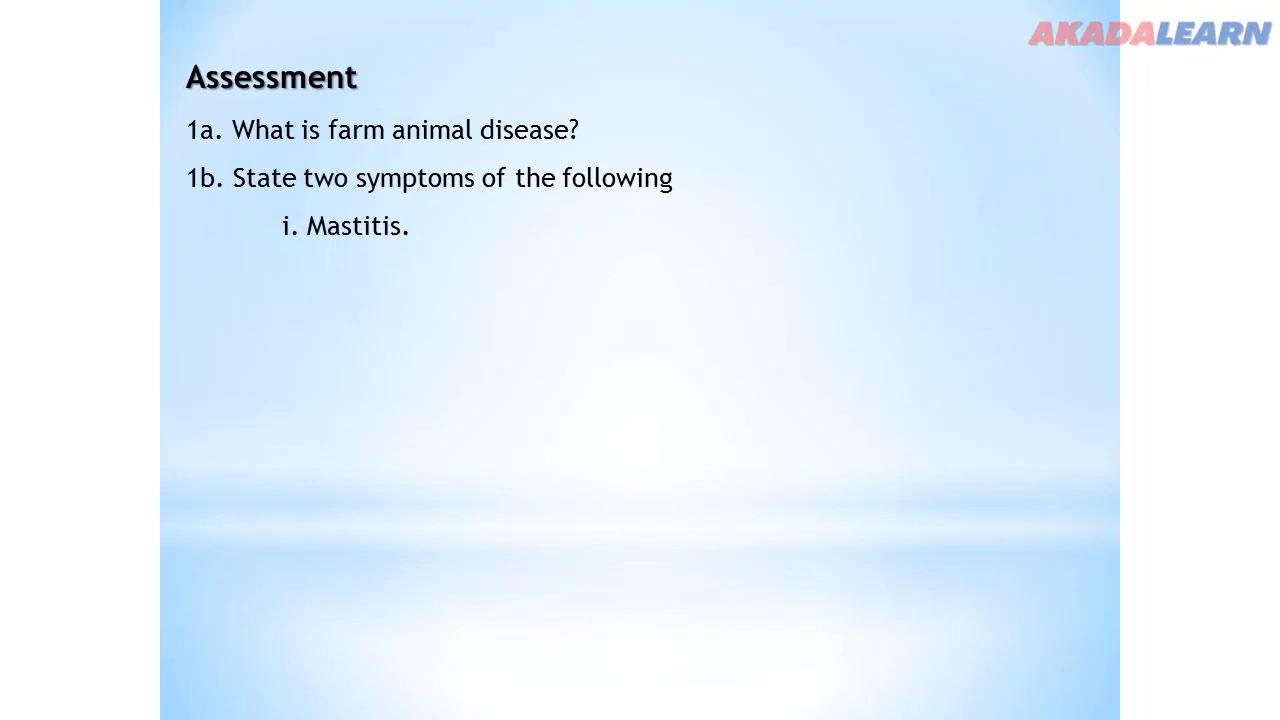 AKADALEARN
Assessment
1a. What is farm animal disease?
1b. State two symptoms of the following
i. Mastitis.